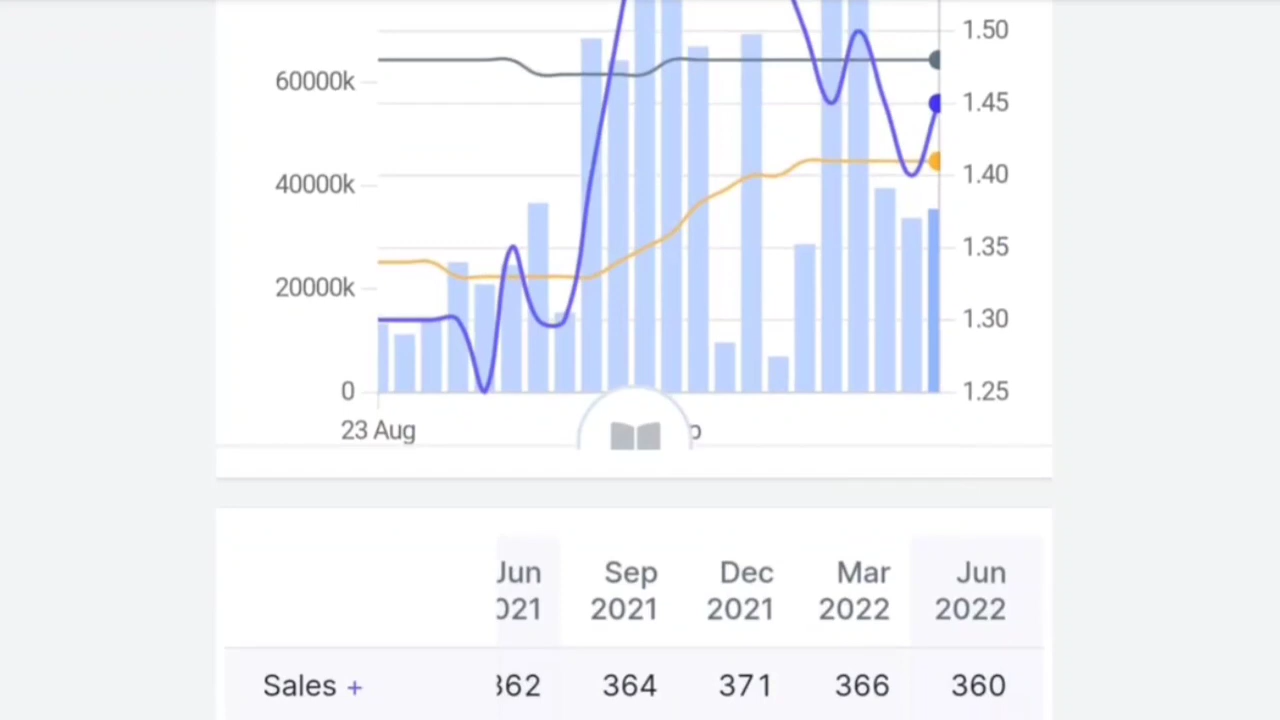 1.50
60000k
1.45
40000k
1.40
1.35
20000k
1.30
0
1.25
23 Aug
Jun Sep Dec Mar Jun
2021 2021 2022 2022
Sales + 364 371 366 360